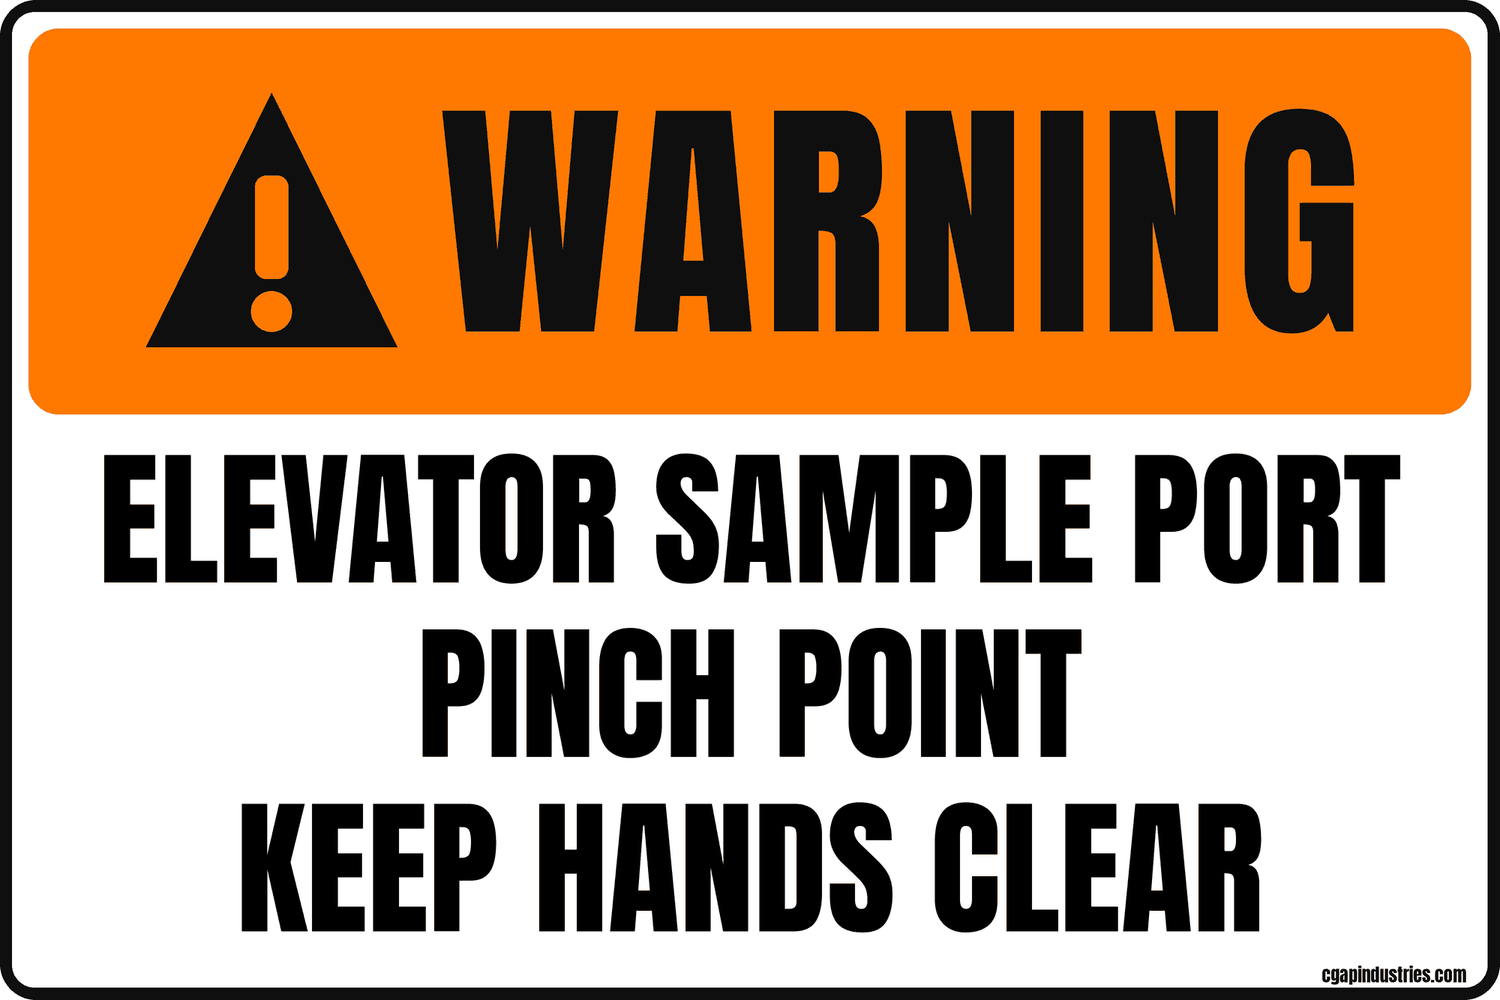 WARNING
ELEVATOR SAMPLE PORT
PINCH POINT
KEEP HANDS CLEAR
cgapindustries.com